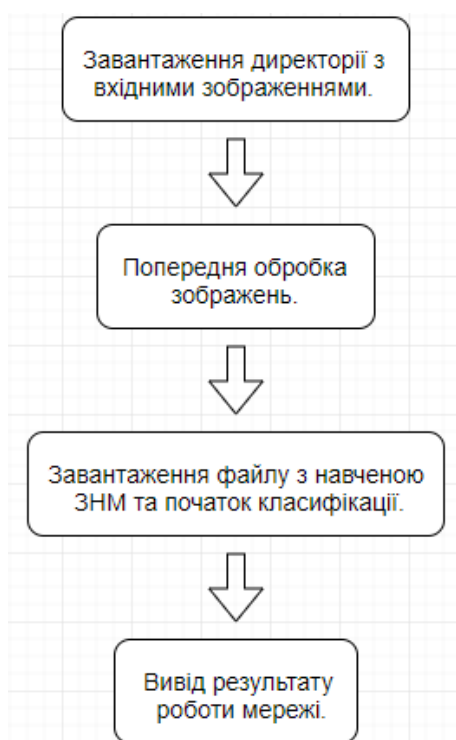 Завантаження директорії з
вхідними зображеннями.
Попередня обробка
зображень.
Завантаження файлу з навченою
ЗНМ та початок класифікації.
Вивід результату
роботи мережі.